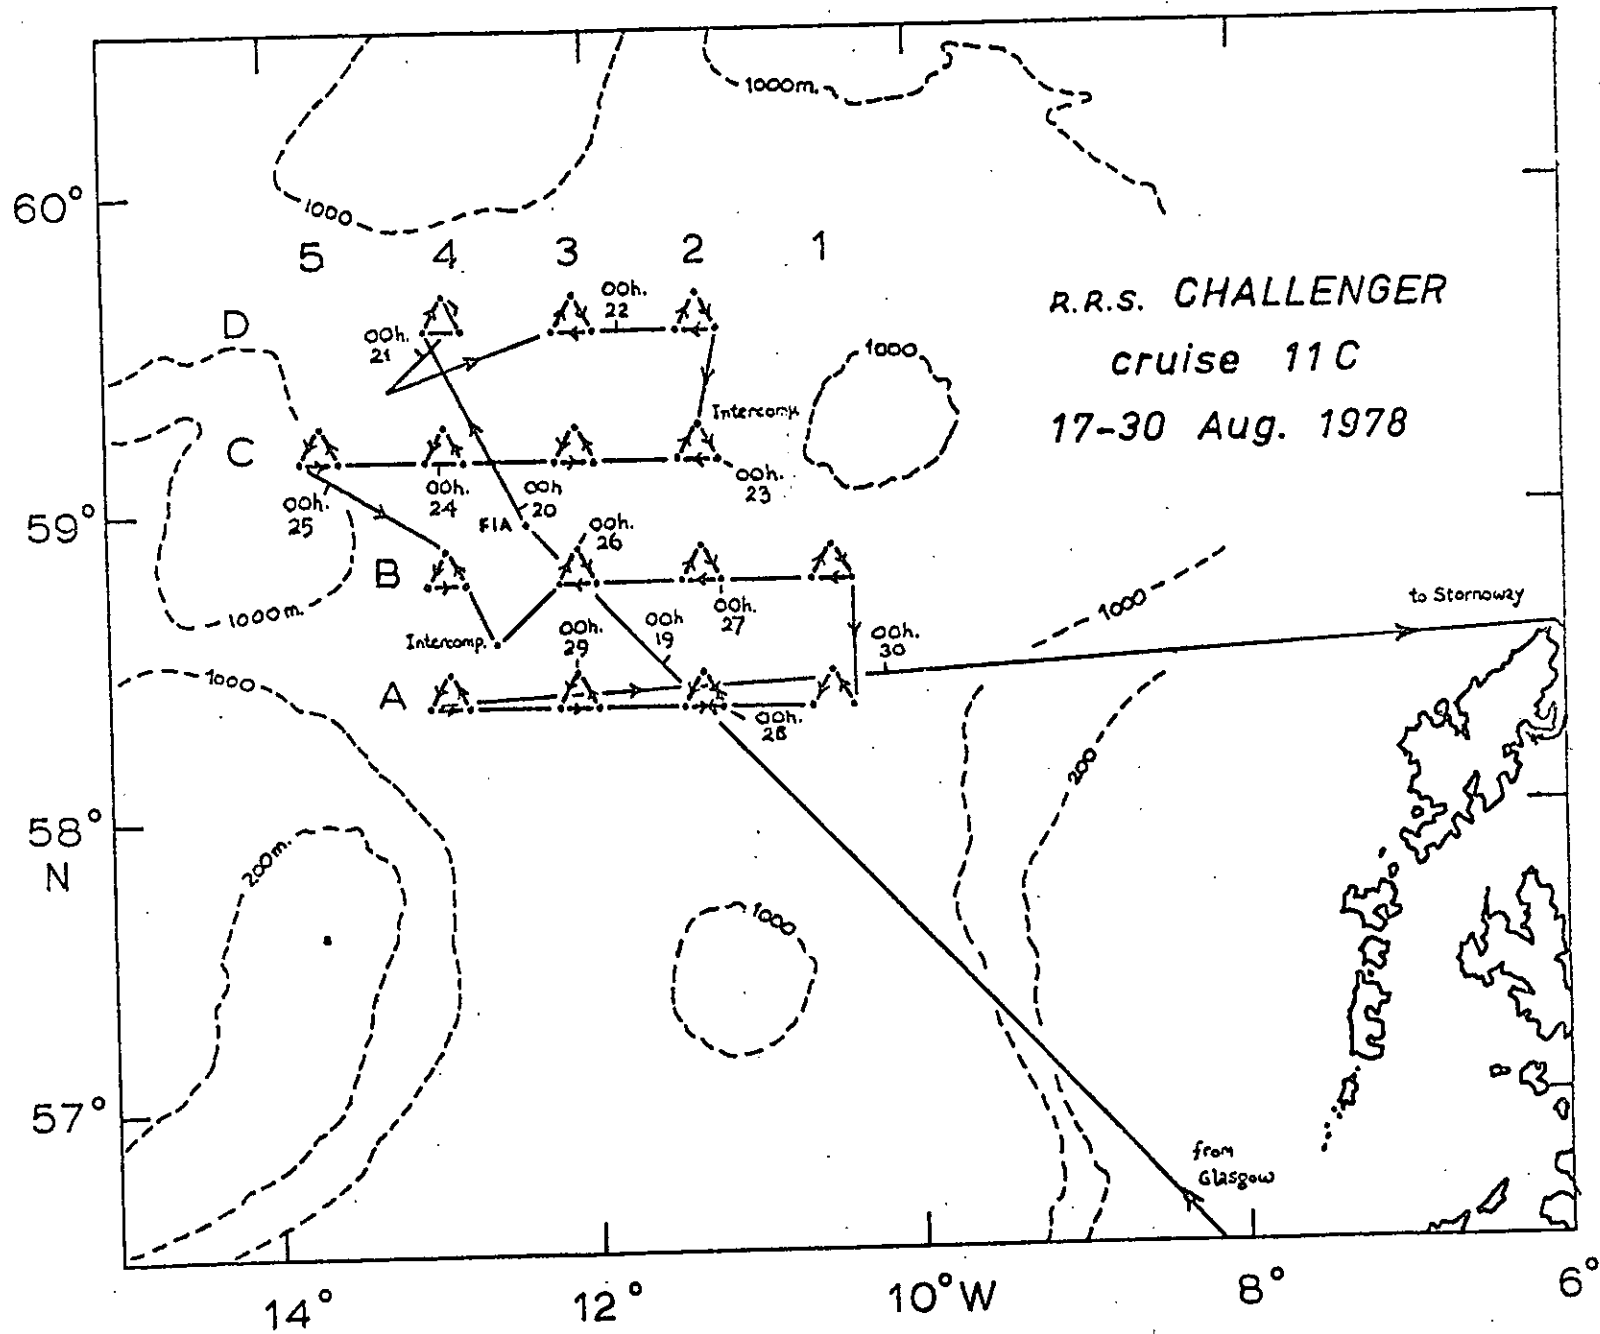 1000m.
60°
1000
5 4 3 2 1
R.R.S. CHALLENGER
cruise 11C
17-30 Aug. 1978
D
00h.
22
00h.
21
1000
Intercomp.
C
00h.
23
00h.
24
00h.
25
00h
20
FIA
59°
00h.
26
B
1000m.
00h.
27
1000
to Stornoway
00h
19
00h.
29
Intercomp.
00h.
30
1000
A
00h.
28
200
58°
N
200m.
1000
57°
from
Glasgow
14° 12° 10°W 8° 6°